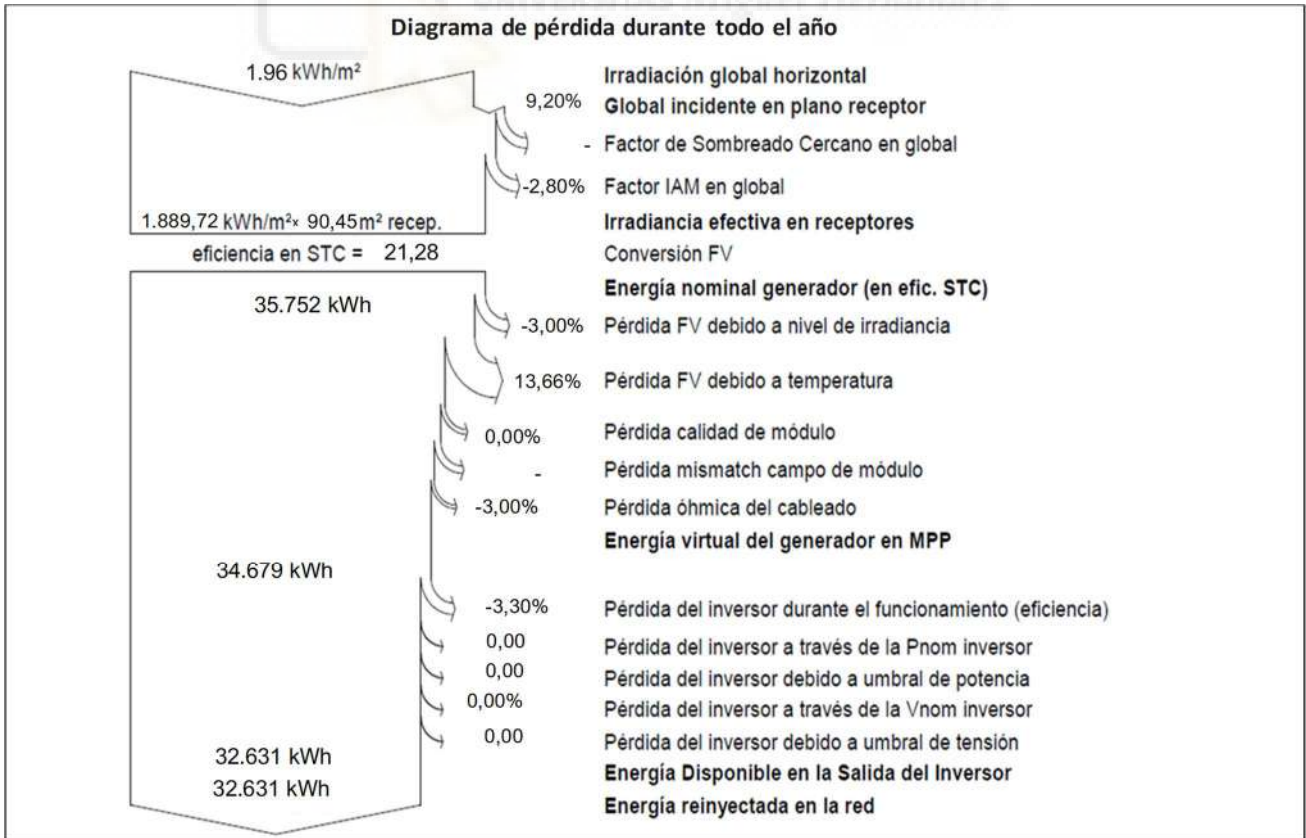 Diagrama de pérdida durante todo el año
1.96 kWh/m²
Irradiación global horizontal
9,20% Global incidente en plano receptor
- Factor de Sombreado Cercano en global
-2,80% Factor IAM en global
1.889,72 kWh/m²x 90,45m² recep. Irradiancia efectiva en receptores
eficiencia en STC = 21,28 Conversión FV
Energía nominal generador (en efic. STC)
35.752 kWh
-3,00% Pérdida FV debido a nivel de irradiancia
13,66% Pérdida FV debido a temperatura
0,00% Pérdida calidad de módulo
- Pérdida mismatch campo de módulo
-3,00% Pérdida óhmica del cableado
Energía virtual del generador en MPP
34.679 kWh
-3,30% Pérdida del inversor durante el funcionamiento (eficiencia)
0,00 Pérdida del inversor a través de la Pnom inversor
0,00 Pérdida del inversor debido a umbral de potencia
0,00% Pérdida del inversor a través de la Vnom inversor
0,00 Pérdida del inversor debido a umbral de tensión
32.631 kWh Energía Disponible en la Salida del Inversor
32.631 kWh Energía reinyectada en la red